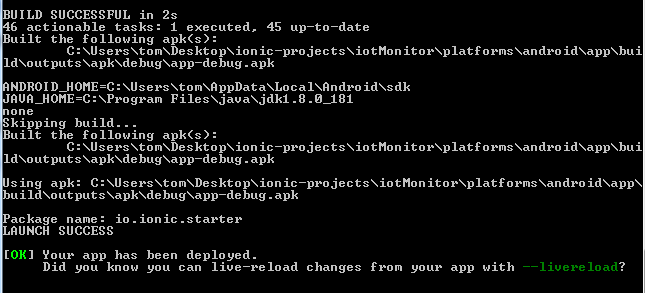 BUILD SUCCESSFUL in 2s
46 actionable tasks: 1 executed, 45 up-to-date
Built the following apk(s):
        C:\Users\tom\Desktop\ionic-projects\iotMonitor\platforms\android\app\bui
ld\outputs\apk\debug\app-debug.apk

ANDROID_HOME=C:\Users\tom\AppData\Local\Android\sdk
JAVA_HOME=C:\Program Files\java\jdk1.8.0_181
none
Skipping build...
Built the following apk(s):
        C:\Users\tom\Desktop\ionic-projects\iotMonitor\platforms\android\app\bui
ld\outputs\apk\debug\app-debug.apk

Using apk: C:\Users\tom\Desktop\ionic-projects\iotMonitor\platforms\android\app\
build\outputs\apk\debug\app-debug.apk

Package name: io.ionic.starter
LAUNCH SUCCESS

[OK] Your app has been deployed.
     Did you know you can live-reload changes from your app with --livereload?